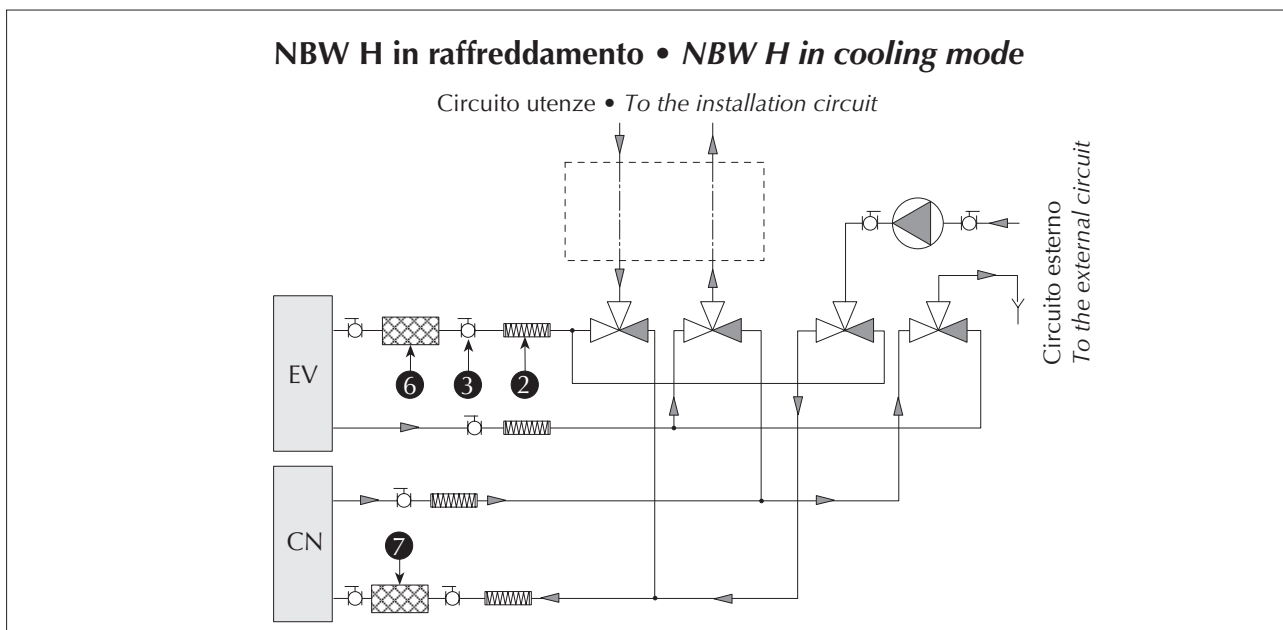 NBW H in raffreddamento • NBW H in cooling mode
Circuito utenze • To the installation circuit
Circuito esterno
To the external circuit
EV
6
3
2
CN
7